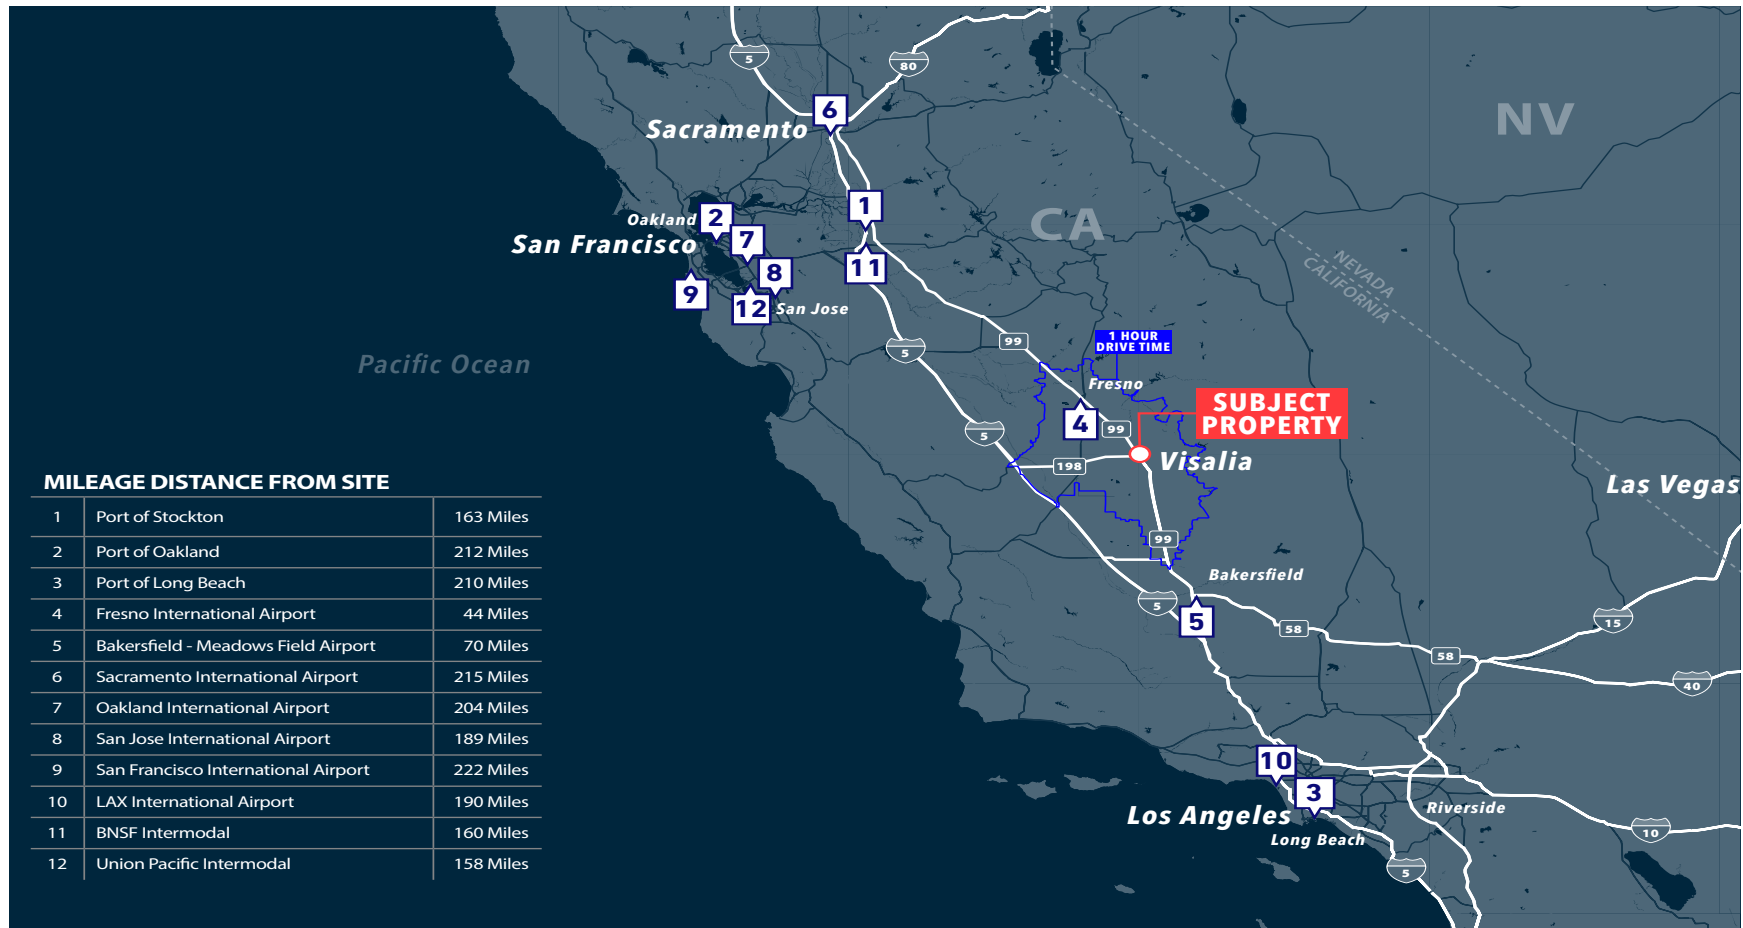 5
80
6
Sacramento
NV
Oakland
2
1
CA
San Francisco
7
11
8
9
12
San Jose
NEVADA
CALIFORNIA
Pacific Ocean
5
99
1 HOUR
DRIVE TIME
Fresno
SUBJECT
PROPERTY
4
99
5
198
Visalia
Las Vegas
99
Bakersfield
5
5
58
15
58
40
10
3
Los Angeles
Riverside
Long Beach
10
5
MILEAGE DISTANCE FROM SITE
1 Port of Stockton 163 Miles
2 Port of Oakland 212 Miles
3 Port of Long Beach 210 Miles
4 Fresno International Airport 44 Miles
5 Bakersfield - Meadows Field Airport 70 Miles
6 Sacramento International Airport 215 Miles
7 Oakland International Airport 204 Miles
8 San Jose International Airport 189 Miles
9 San Francisco International Airport 222 Miles
10 LAX International Airport 190 Miles
11 BNSF Intermodal 160 Miles
12 Union Pacific Intermodal 158 Miles